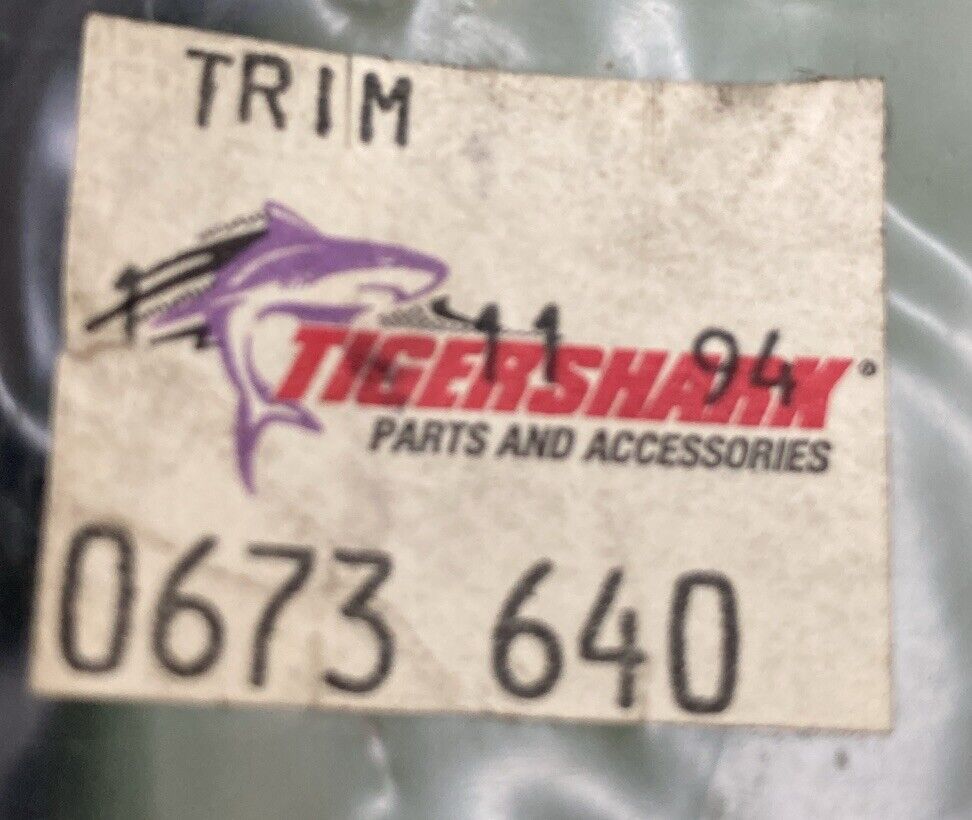 TRIM
11 94
TIGERSHARK
PARTS AND ACCESSORIES
0673 640